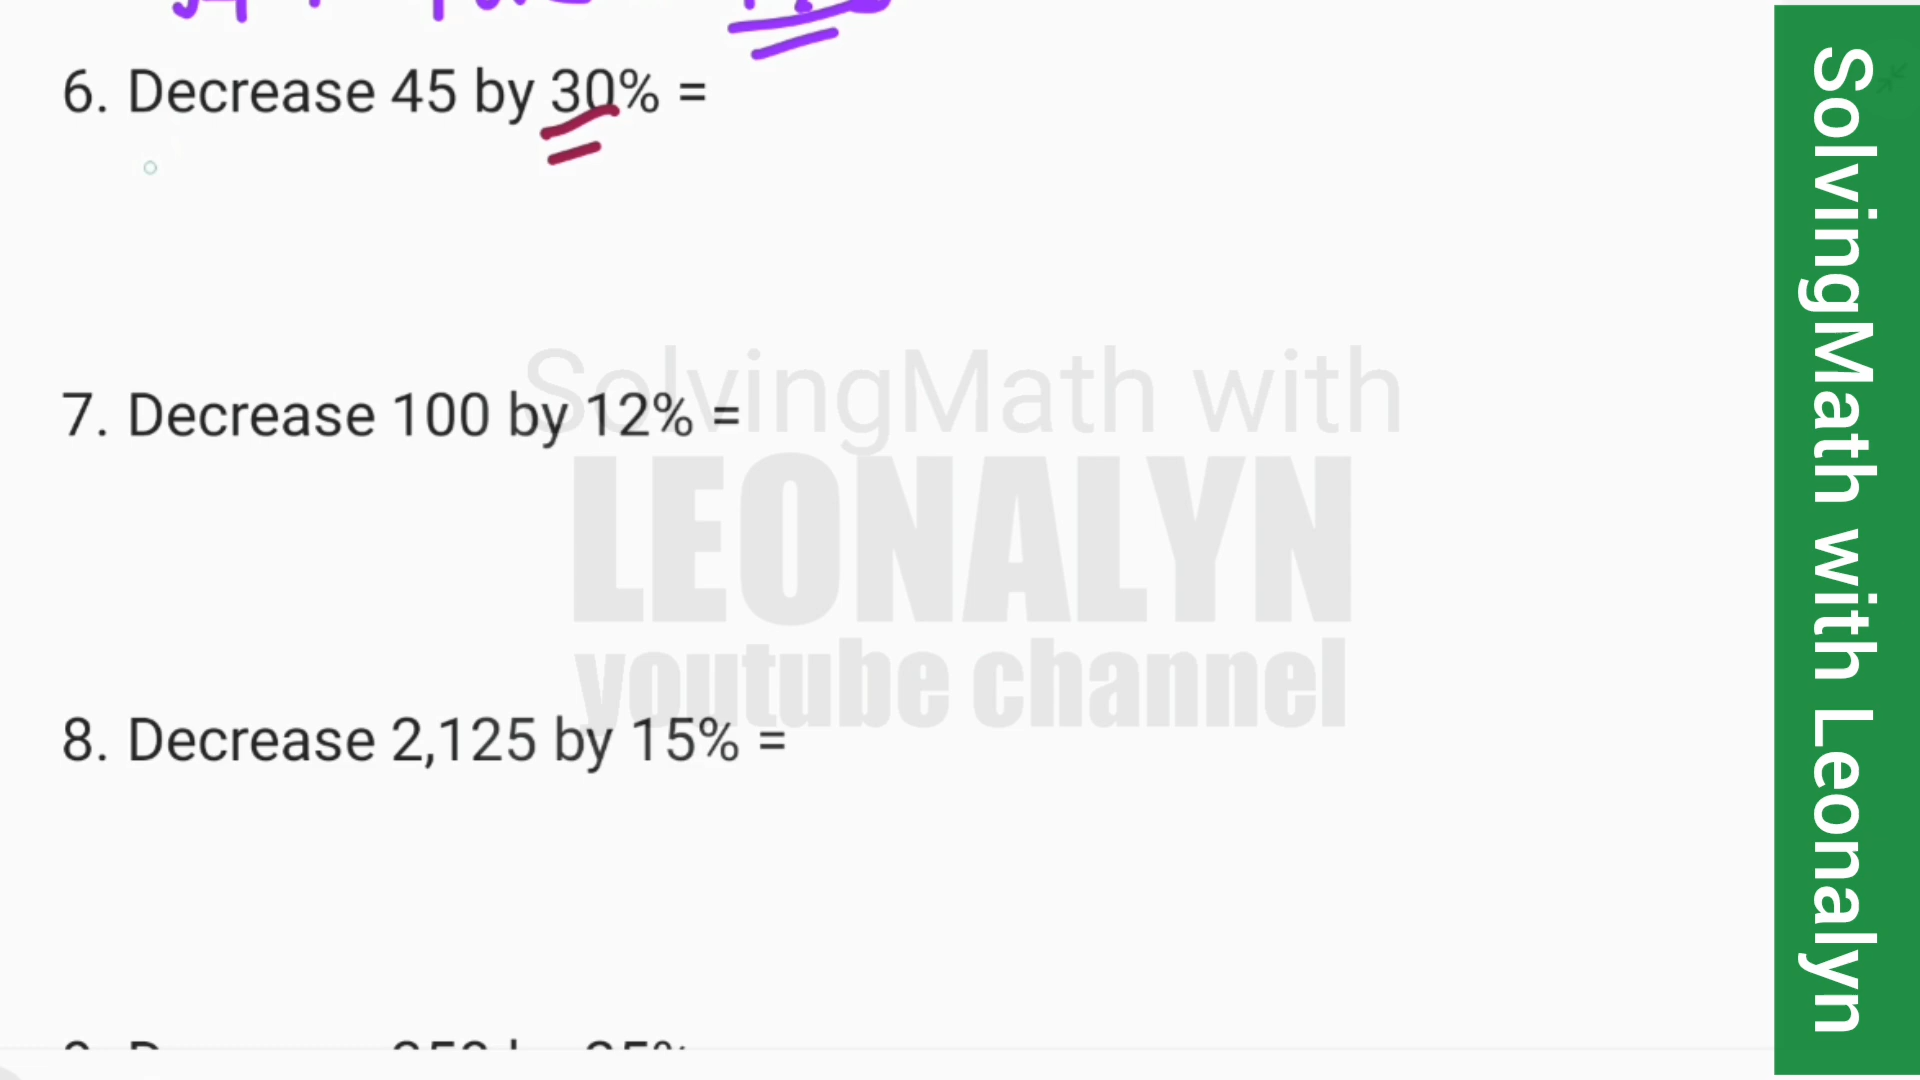 6. Decrease 45 by 30% =
7. Decrease 100 by 12% =
8. Decrease 2,125 by 15% =
SolvingMath with
LEONALYN
youtube channel
SolvingMath with Leonalyn